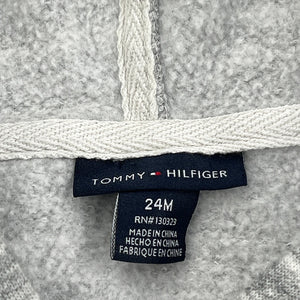 TOMMY HILFIGER
24M
RN# 130323
MADE IN CHINA
HECHO EN CHINA
FABRIQUÉ EN CHINE